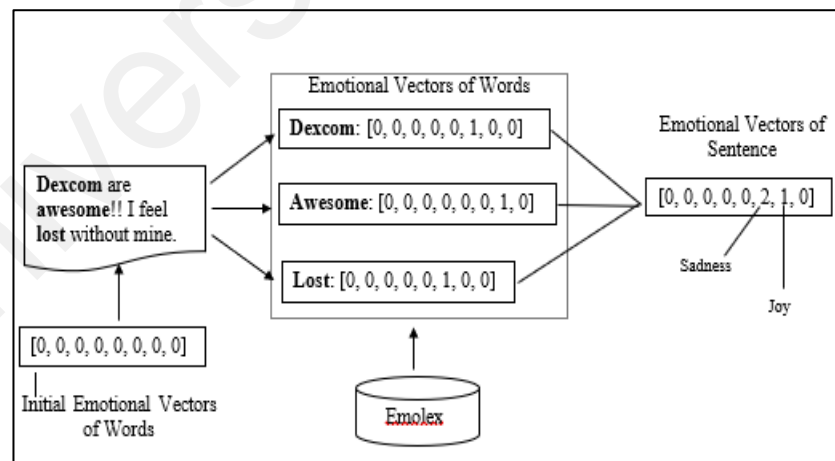 Emotional Vectors of Words
Dexcom: [0, 0, 0, 0, 0, 1, 0, 0]
Awesome: [0, 0, 0, 0, 0, 0, 1, 0]
Lost: [0, 0, 0, 0, 0, 1, 0, 0]
Dexcom are
awesome!! I feel
lost without mine.
[0, 0, 0, 0, 0, 0, 0, 0]
Initial Emotional Vectors
of Words
Emolex
Emotional Vectors of
Sentence
[0, 0, 0, 0, 0, 2, 1, 0]
Sadness
Joy